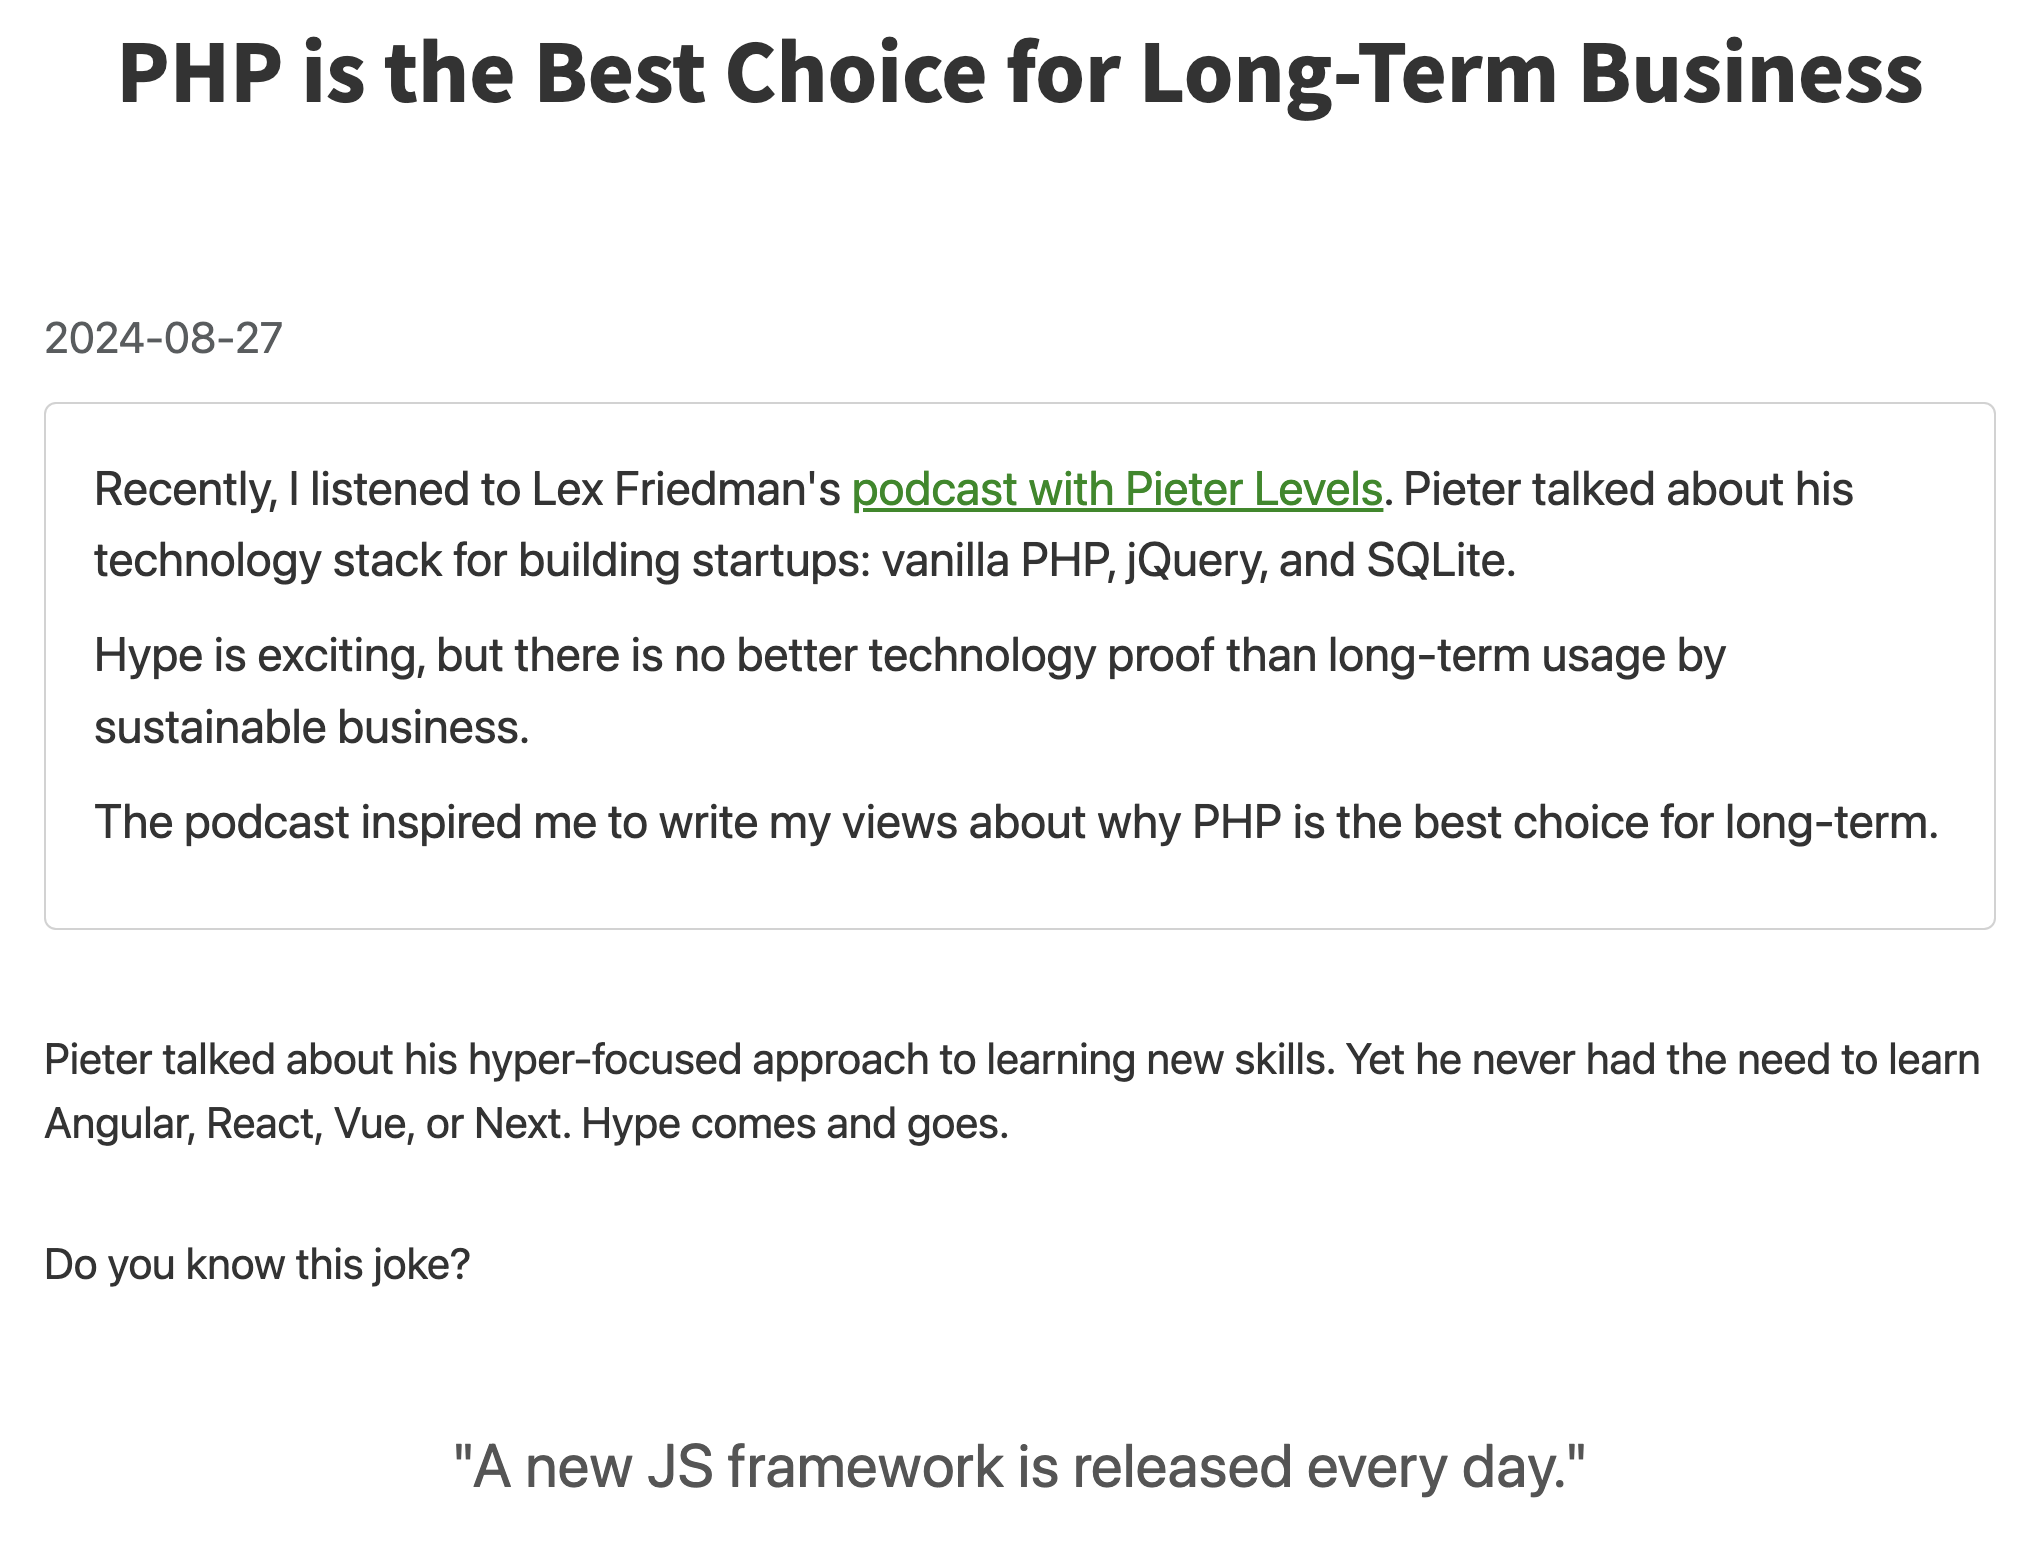 PHP is the Best Choice for Long-Term Business
2024-08-27
Recently, I listened to Lex Friedman's podcast with Pieter Levels. Pieter talked about his
technology stack for building startups: vanilla PHP, jQuery, and SQLite.
Hype is exciting, but there is no better technology proof than long-term usage by
sustainable business.
The podcast inspired me to write my views about why PHP is the best choice for long-term.
Pieter talked about his hyper-focused approach to learning new skills. Yet he never had the need to learn
Angular, React, Vue, or Next. Hype comes and goes.
Do you know this joke?
"A new JS framework is released every day."